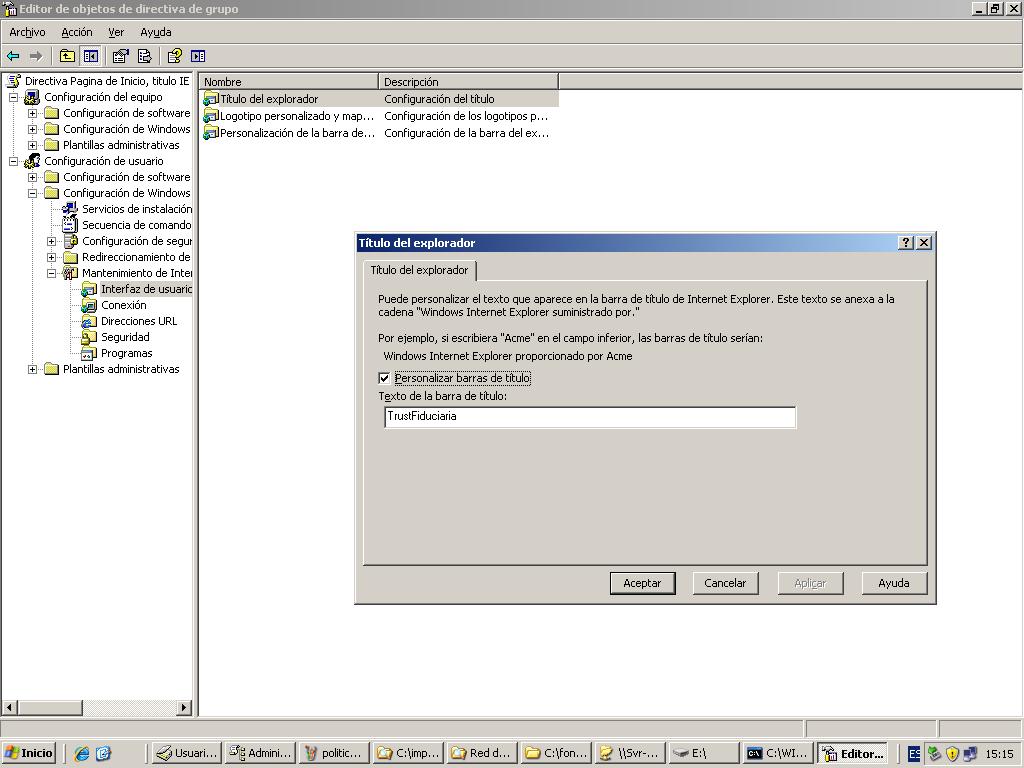 Editor de objetos de directiva de grupo
Archivo Acción Ver Ayuda
Directiva Pagina de Inicio, titulo IE
Configuración del equipo
Configuración de software
Configuración de Windows
Plantillas administrativas
Configuración de usuario
Configuración de software
Configuración de Windows
Servicios de instalación
Secuencia de comando
Configuración de segur
Redireccionamiento de
Mantenimiento de Inter
Interfaz de usuario
Conexión
Direcciones URL
Seguridad
Programas
Plantillas administrativas
Nombre Descripción
Título del explorador Configuración del título
Logotipo personalizado y map... Configuración de los logotipos p...
Personalización de la barra de... Configuración de la barra del ex...
Título del explorador
Título del explorador
Puede personalizar el texto que aparece en la barra de título de Internet Explorer. Este texto se anexa a la
cadena "Windows Internet Explorer suministrado por."
Por ejemplo, si escribiera "Acme" en el campo inferior, las barras de título serían:
Windows Internet Explorer proporcionado por Acme
Personalizar barras de título
Texto de la barra de título:
TrustFiduciaria
Aceptar Cancelar Aplicar Ayuda
Inicio Usuari... Admini... politic... C:\imp... Red d... C:\fon... \\Svr-... E:\ C:\WI... Editor... ES 15:15